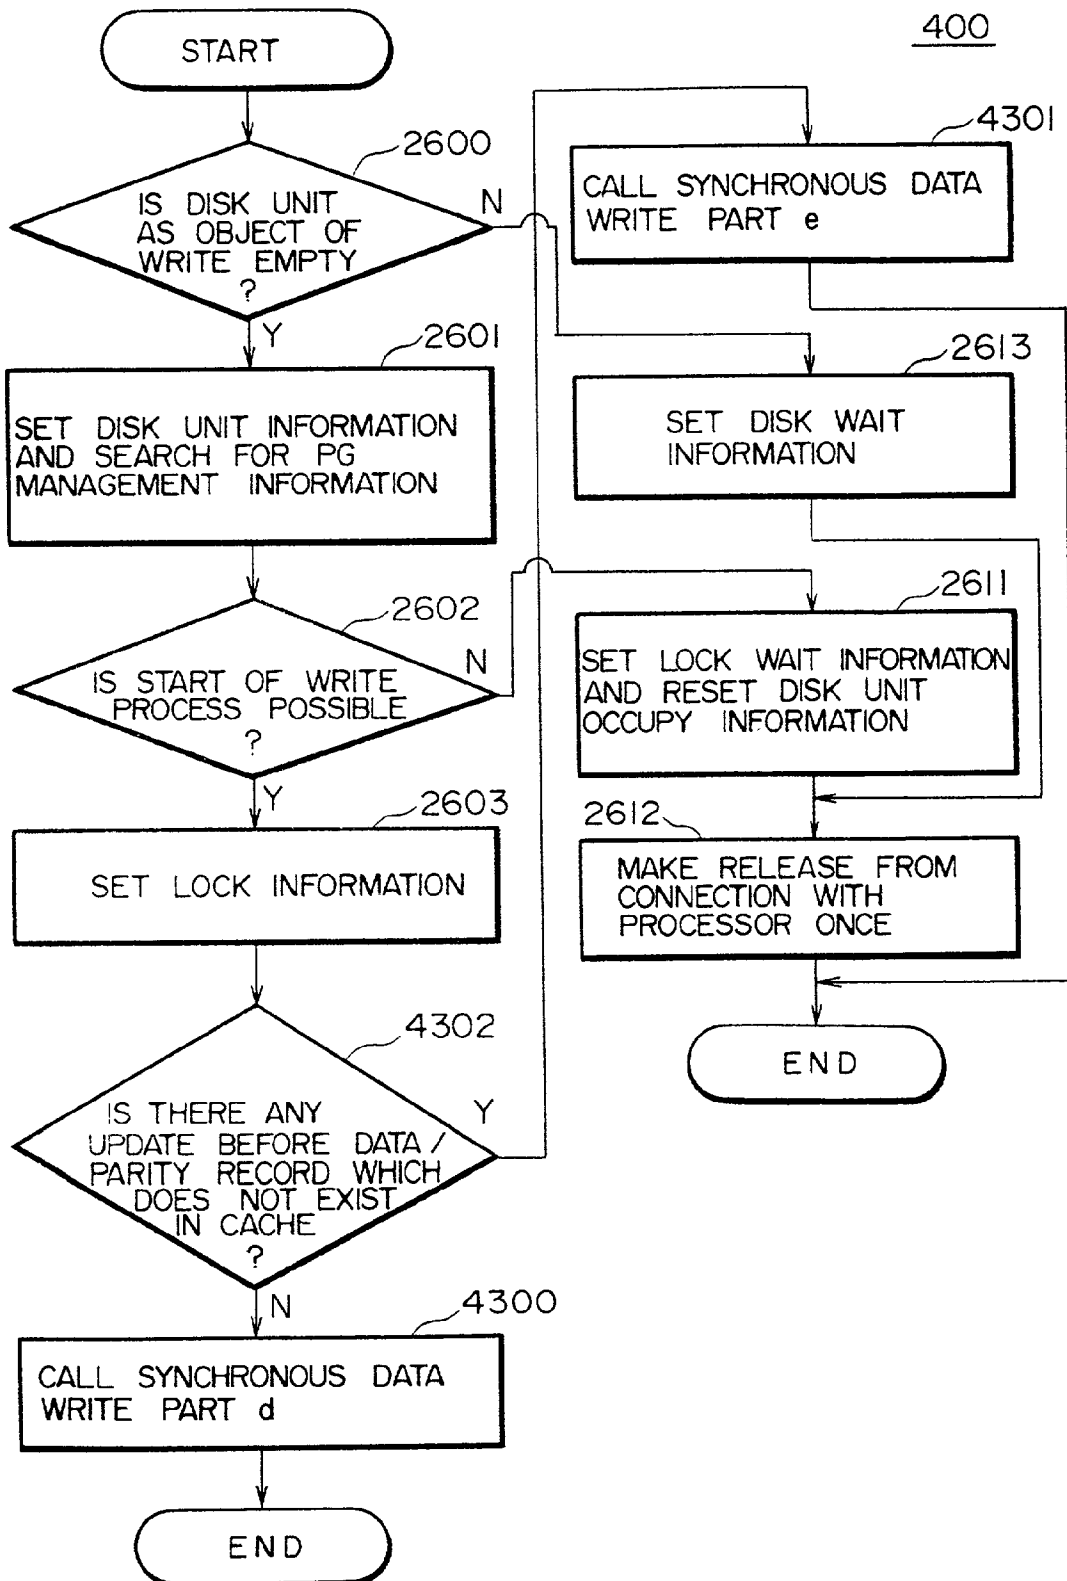 400
START
2600
IS DISK UNIT
AS OBJECT OF
WRITE EMPTY
?
N
Y
2601
SET DISK UNIT INFORMATION
AND SEARCH FOR PG
MANAGEMENT INFORMATION
2602
IS START OF WRITE
PROCESS POSSIBLE
?
N
Y
2603
SET LOCK INFORMATION
4302
IS THERE ANY
UPDATE BEFORE DATA /
PARITY RECORD WHICH
DOES NOT EXIST
IN CACHE
?
Y
N
4300
CALL SYNCHRONOUS DATA
WRITE PART d
END
4301
CALL SYNCHRONOUS DATA
WRITE PART e
2613
SET DISK WAIT
INFORMATION
2611
SET LOCK WAIT INFORMATION
AND RESET DISK UNIT
OCCUPY INFORMATION
2612
MAKE RELEASE FROM
CONNECTION WITH
PROCESSOR ONCE
END